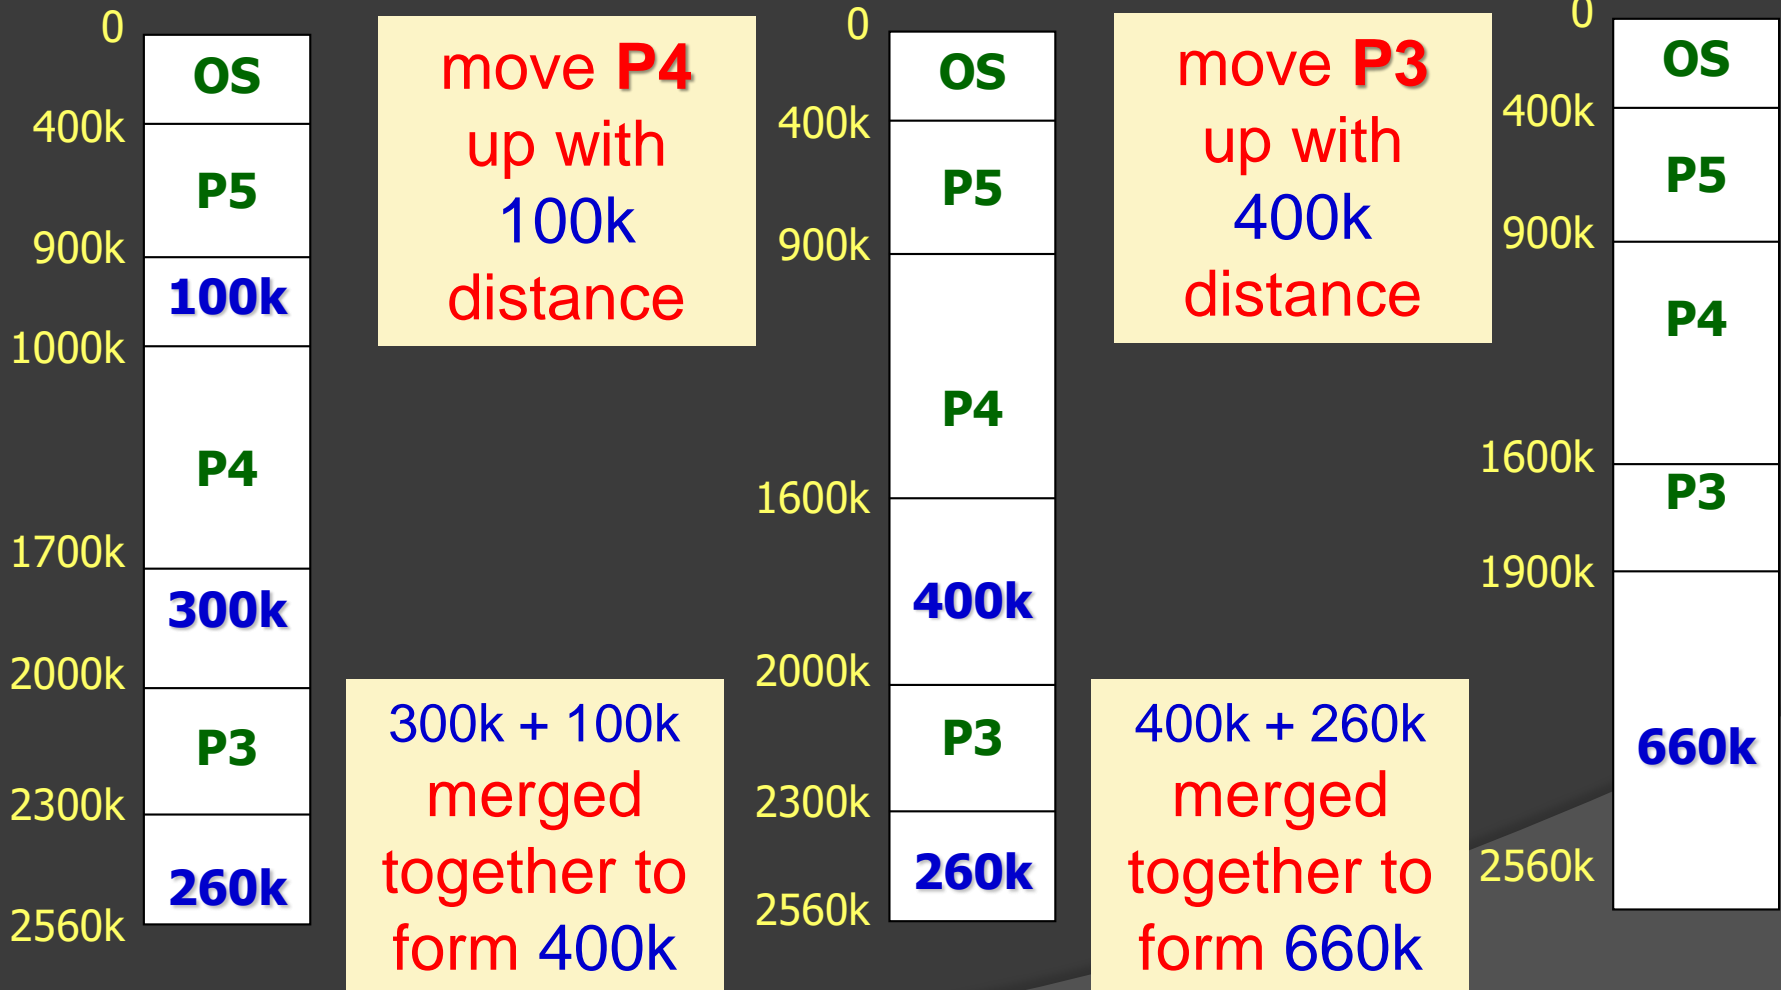 0
OS
400k
P5
900k
100k
1000k
P4
1700k
300k
2000k
P3
2300k
260k
2560k
move P4
up with
100k
distance
300k + 100k
merged
together to
form 400k
0
OS
400k
P5
900k
P4
1600k
400k
2000k
P3
2300k
260k
2560k
move P3
up with
400k
distance
400k + 260k
merged
together to
form 660k
0
OS
400k
P5
900k
P4
1600k
P3
1900k
660k
2560k